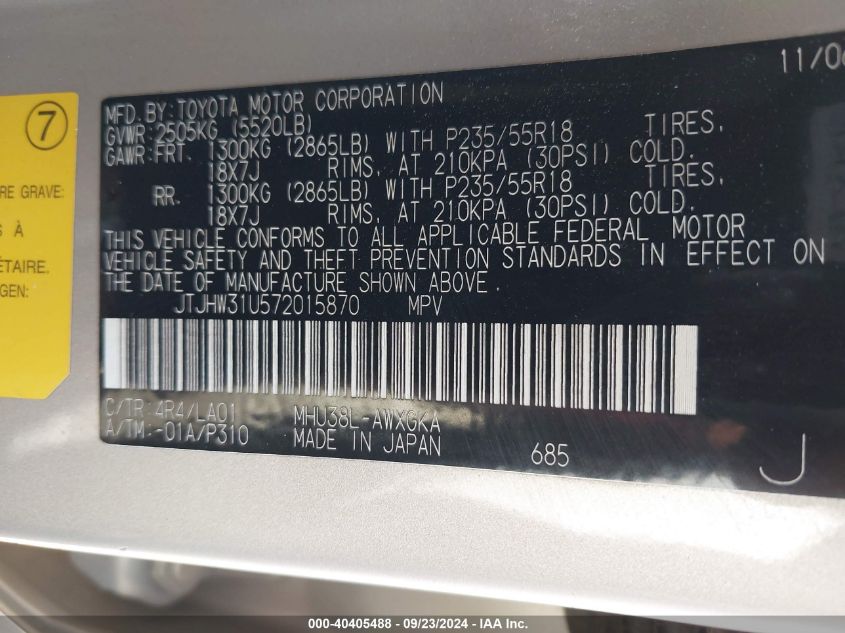 11/06
MFD. BY: TOYOTA MOTOR CORPORATION
GVWR: 2505KG (5520LB)
GAWR: FRT. 1300KG (2865LB) WITH P235/55R18 TIRES,
18X7J RIMS, AT 210KPA (30PSI) COLD.
RR. 1300KG (2865LB) WITH P235/55R18 TIRES,
18X7J RIMS, AT 210KPA (30PSI) COLD.
THIS VEHICLE CONFORMS TO ALL APPLICABLE FEDERAL MOTOR
VEHICLE SAFETY AND THEFT PREVENTION STANDARDS IN EFFECT ON
THE DATE OF MANUFACTURE SHOWN ABOVE.
JTJHW31U572015870 MPV
C/TR: 4R4/LA01 MHU38L-AWXGKA
A/TM: -01A/P310 MADE IN JAPAN 685
J
7
RE GRAVE:
S À
ÉTAIRE.
GEN:
000-40405488 - 09/23/2024 - IAA Inc.